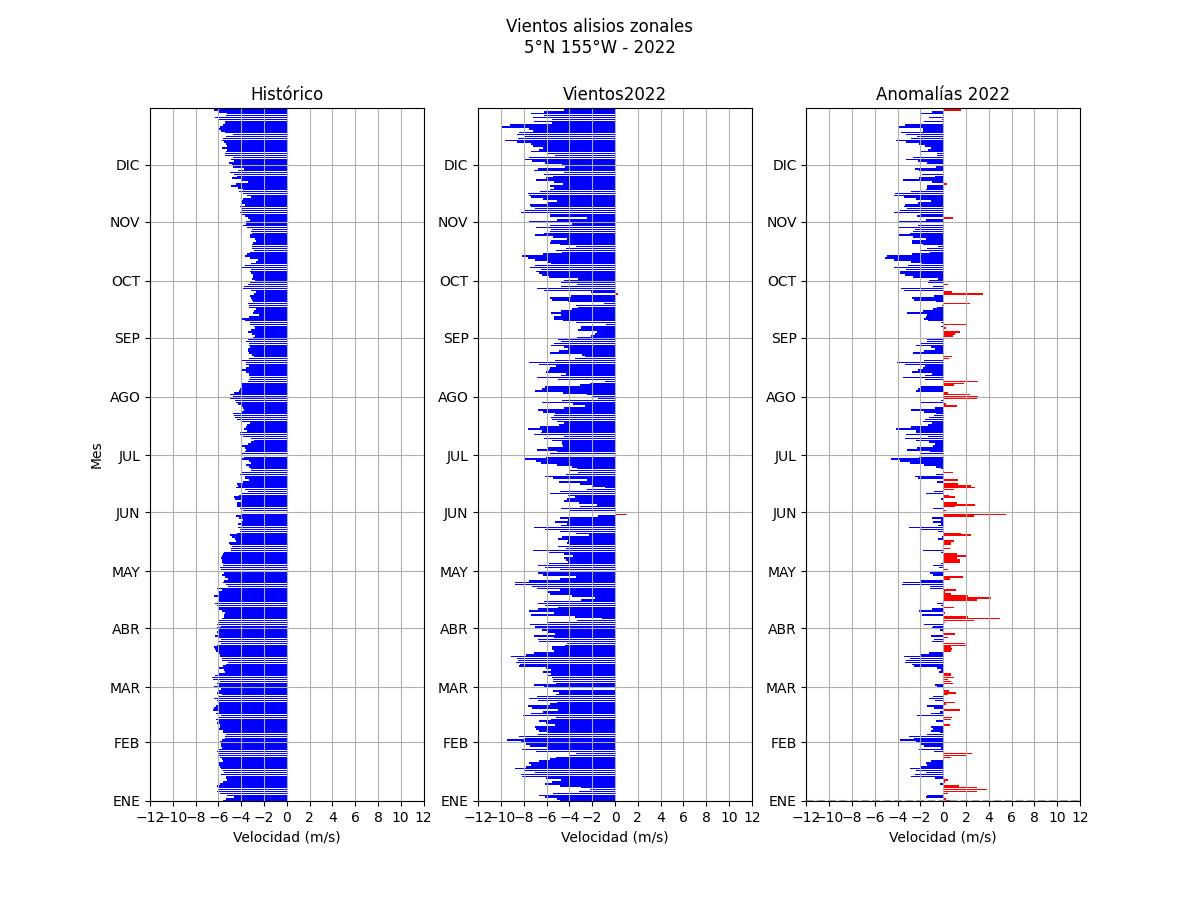 Vientos alisios zonales
5°N 155°W - 2022
Histórico
Vientos2022
Anomalías 2022
Mes
DIC
NOV
OCT
SEP
AGO
JUL
JUN
MAY
ABR
MAR
FEB
ENE
−12 −10 −8 −6 −4 −2 0 2 4 6 8 10 12
Velocidad (m/s)
DIC
NOV
OCT
SEP
AGO
JUL
JUN
MAY
ABR
MAR
FEB
ENE
−12 −10 −8 −6 −4 −2 0 2 4 6 8 10 12
Velocidad (m/s)
DIC
NOV
OCT
SEP
AGO
JUL
JUN
MAY
ABR
MAR
FEB
ENE
−12 −10 −8 −6 −4 −2 0 2 4 6 8 10 12
Velocidad (m/s)